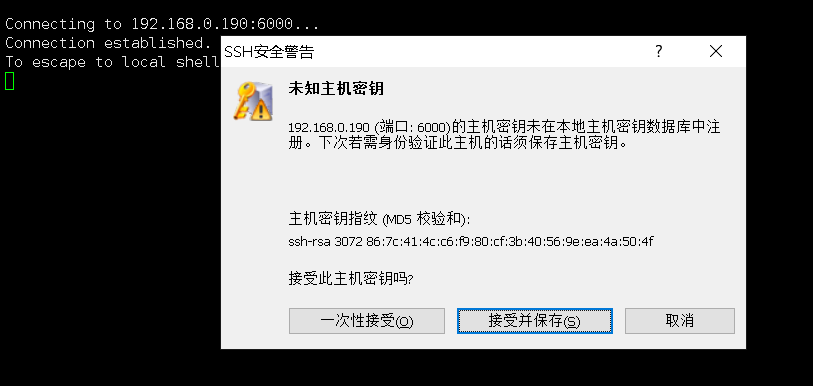 Connecting to 192.168.0.190:6000...
Connection established.
To escape to local shell
SSH安全警告
?
未知主机密钥
192.168.0.190 (端口: 6000)的主机密钥未在本地主机密钥数据库中注
册。下次若需身份验证此主机的话须保存主机密钥。
主机密钥指纹 (MD5 校验和):
ssh-rsa 3072 86:7c:41:4c:c6:f9:80:cf:3b:40:56:9e:ea:4a:50:4f
接受此主机密钥吗?
一次性接受(O) 接受并保存(S) 取消